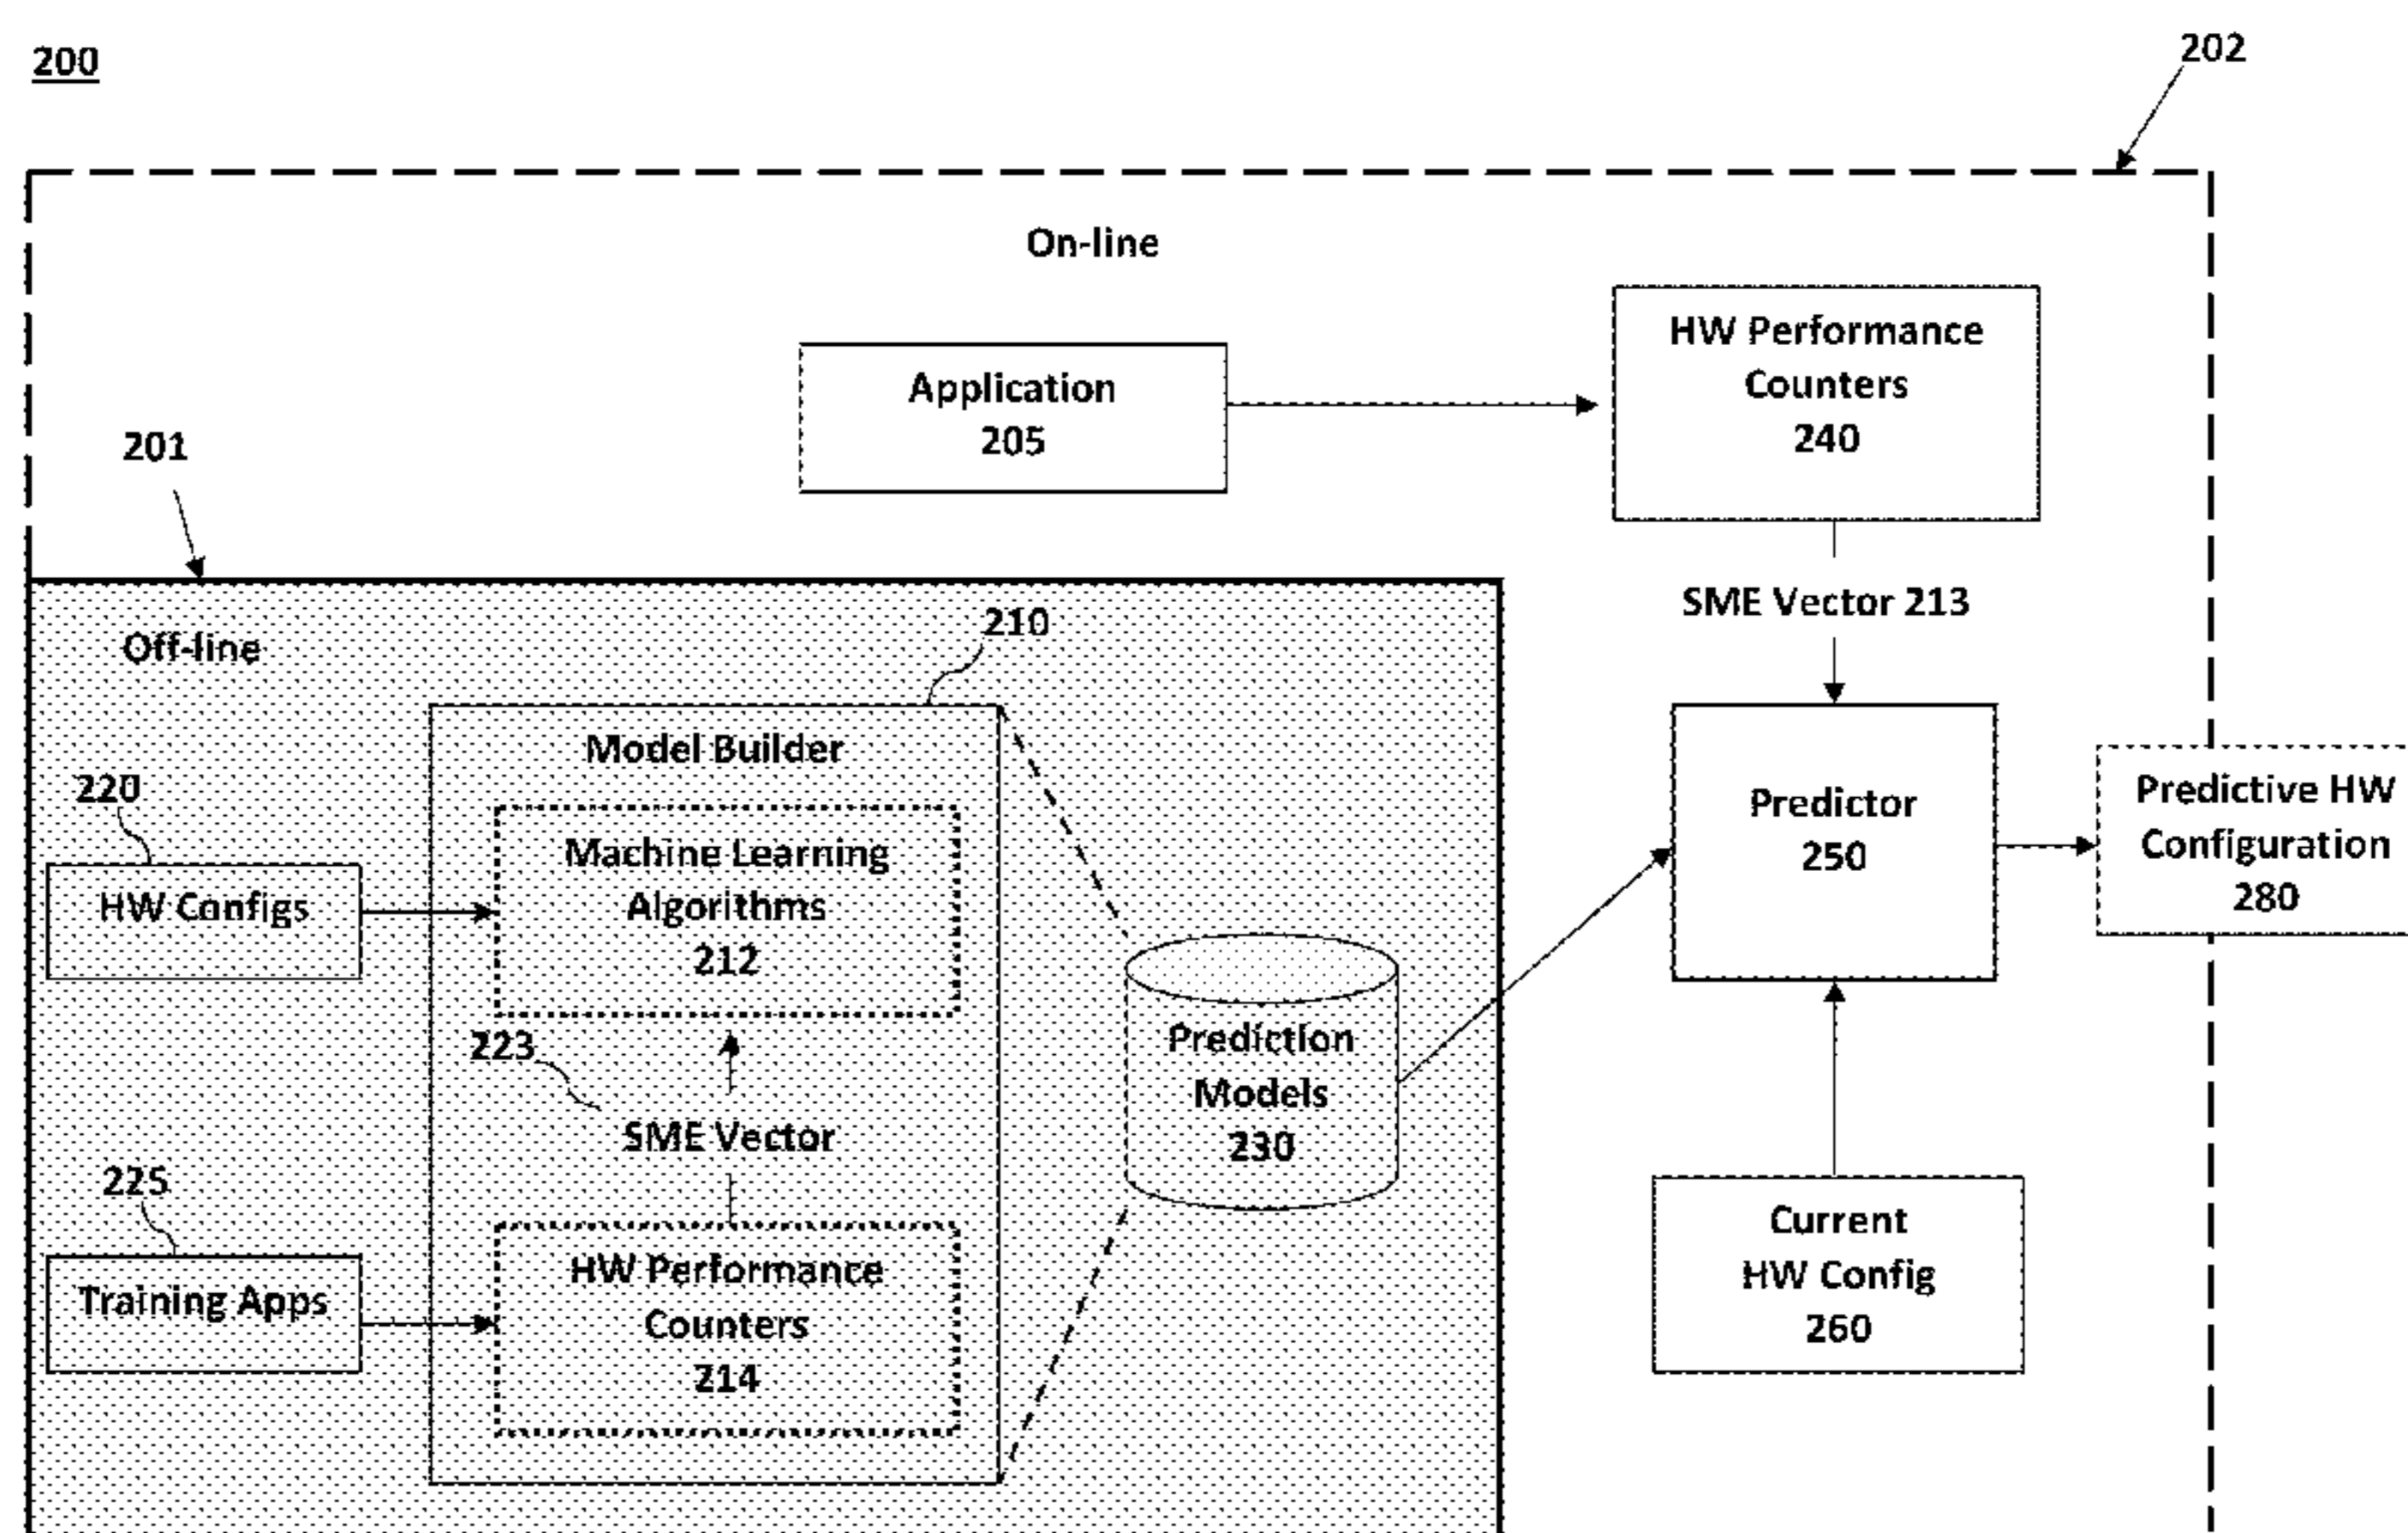 200
202
On-line
HW Performance
Counters
240
Application
205
201
SME Vector 213
Off-line
210
Model Builder
220
Machine Learning
Algorithms
212
HW Configs
Predictor
250
Predictive HW
Configuration
280
223
SME Vector
Prediction
Models
230
225
Training Apps
HW Performance
Counters
214
Current
HW Config
260